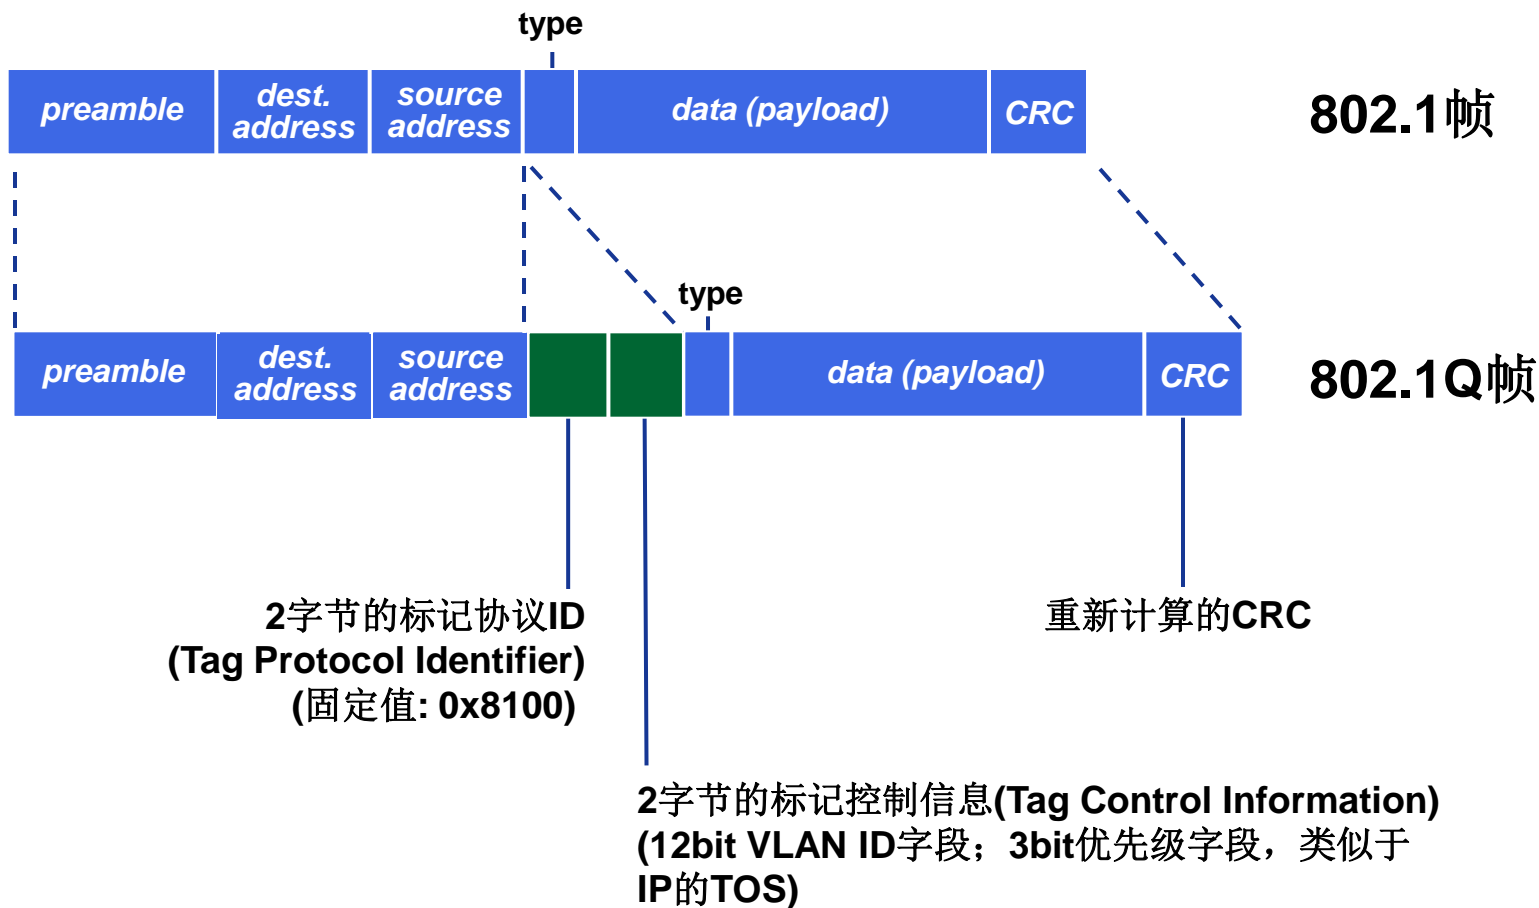 type
preamble
dest.
address
source
address
data (payload)
CRC
802.1帧
type
preamble
dest.
address
source
address
data (payload)
CRC
802.1Q帧
2字节的标记协议ID
(Tag Protocol Identifier)
(固定值: 0x8100)
重新计算的CRC
2字节的标记控制信息(Tag Control Information)
(12bit VLAN ID字段；3bit优先级字段，类似于
IP的TOS)